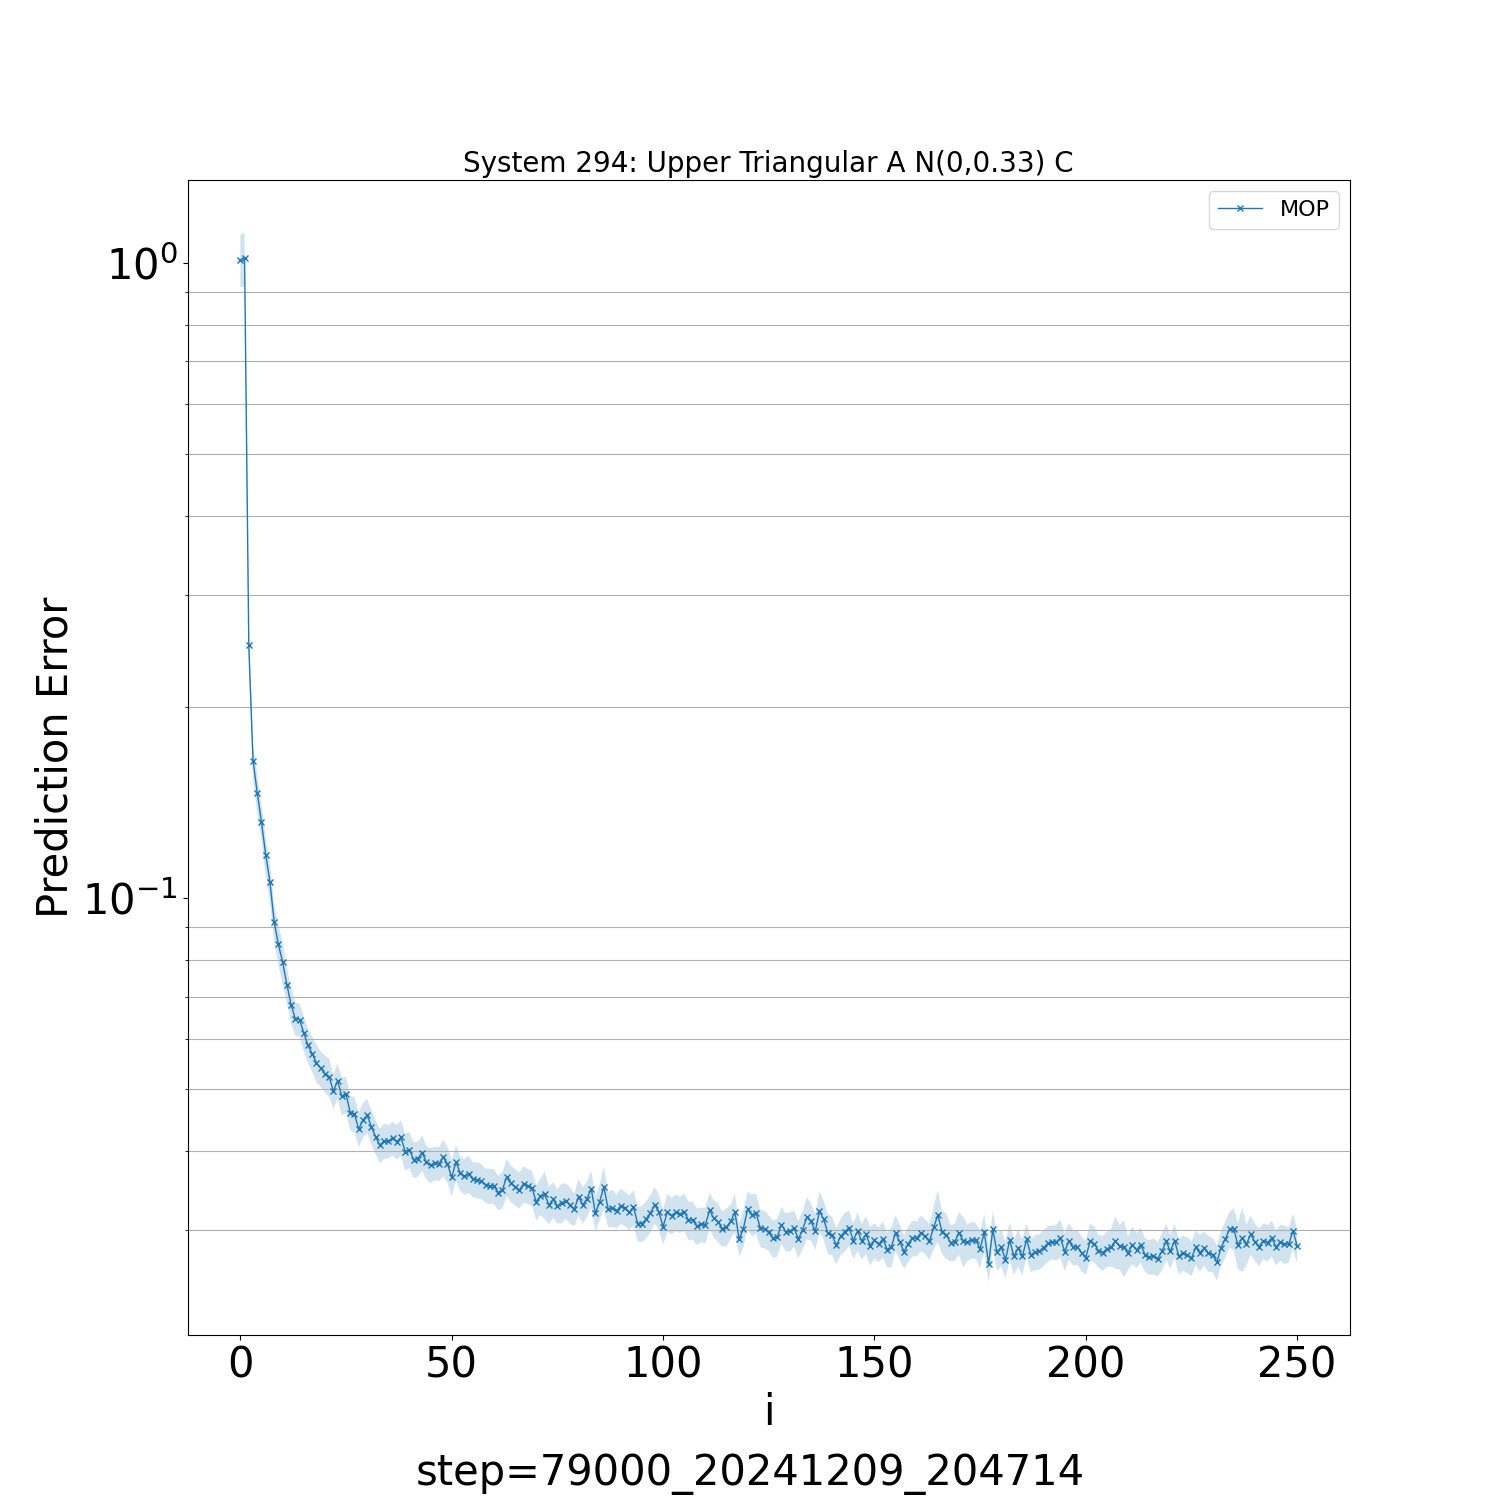 System 294: Upper Triangular A N(0,0.33) C
MOP
10⁰
10⁻¹
Prediction Error
0 50 100 150 200 250
i
step=79000_20241209_204714